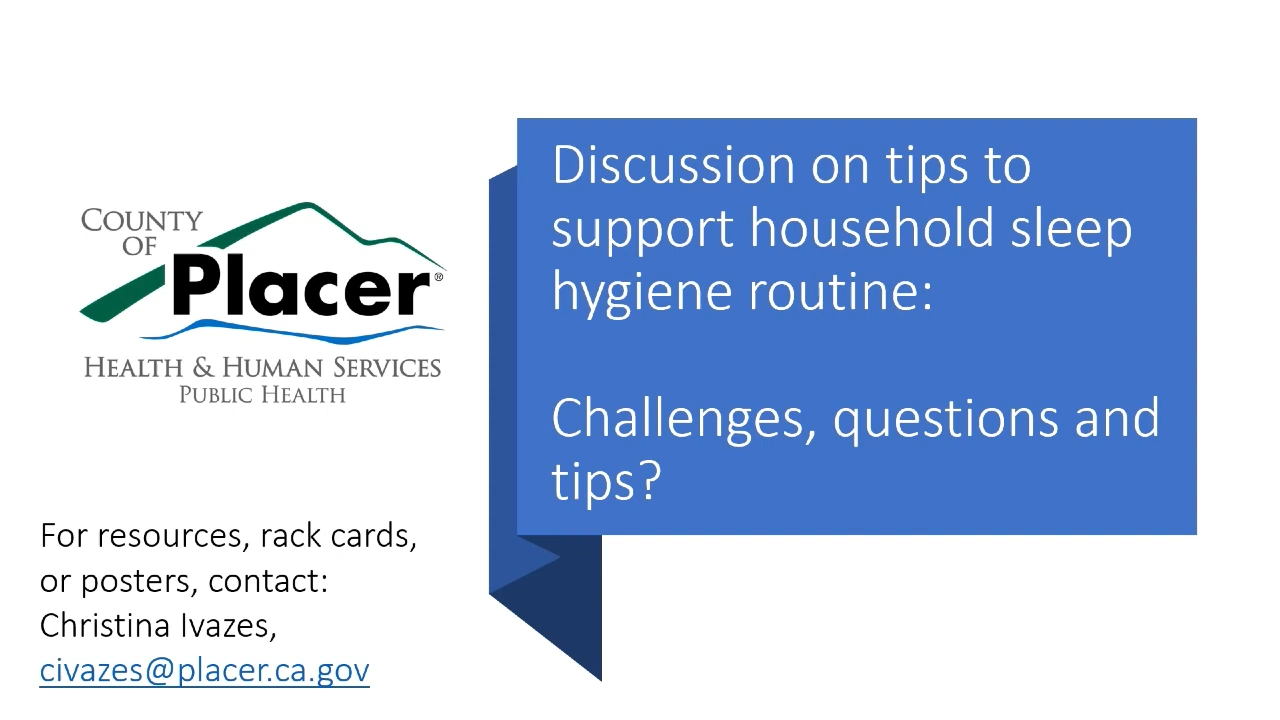 COUNTY
OF
Placer®
HEALTH & HUMAN SERVICES
PUBLIC HEALTH
For resources, rack cards,
or posters, contact:
Christina Ivazes,
civazes@placer.ca.gov
Discussion on tips to
support household sleep
hygiene routine:
Challenges, questions and
tips?